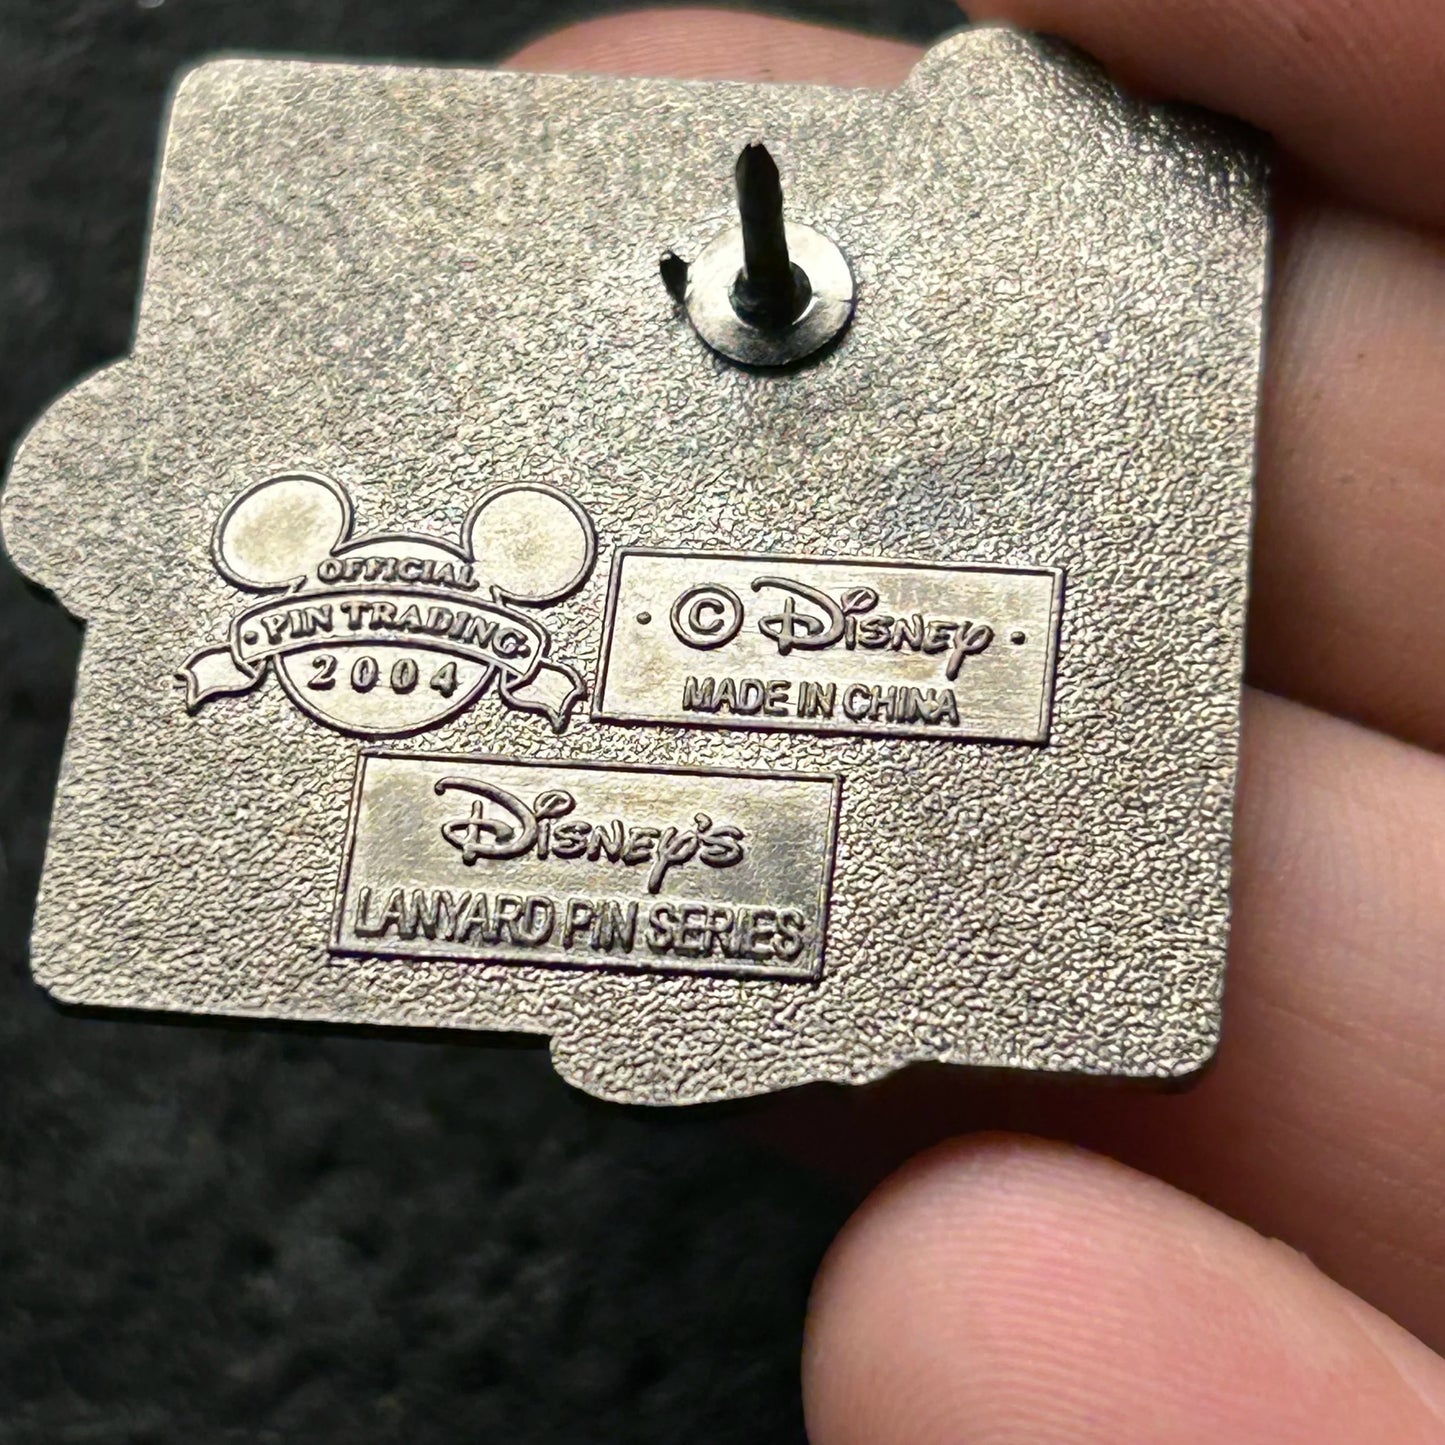 OFFICIAL
· PIN TRADING ·
2004
· © DISNEY ·
MADE IN CHINA
DISNEY'S
LANYARD PIN SERIES